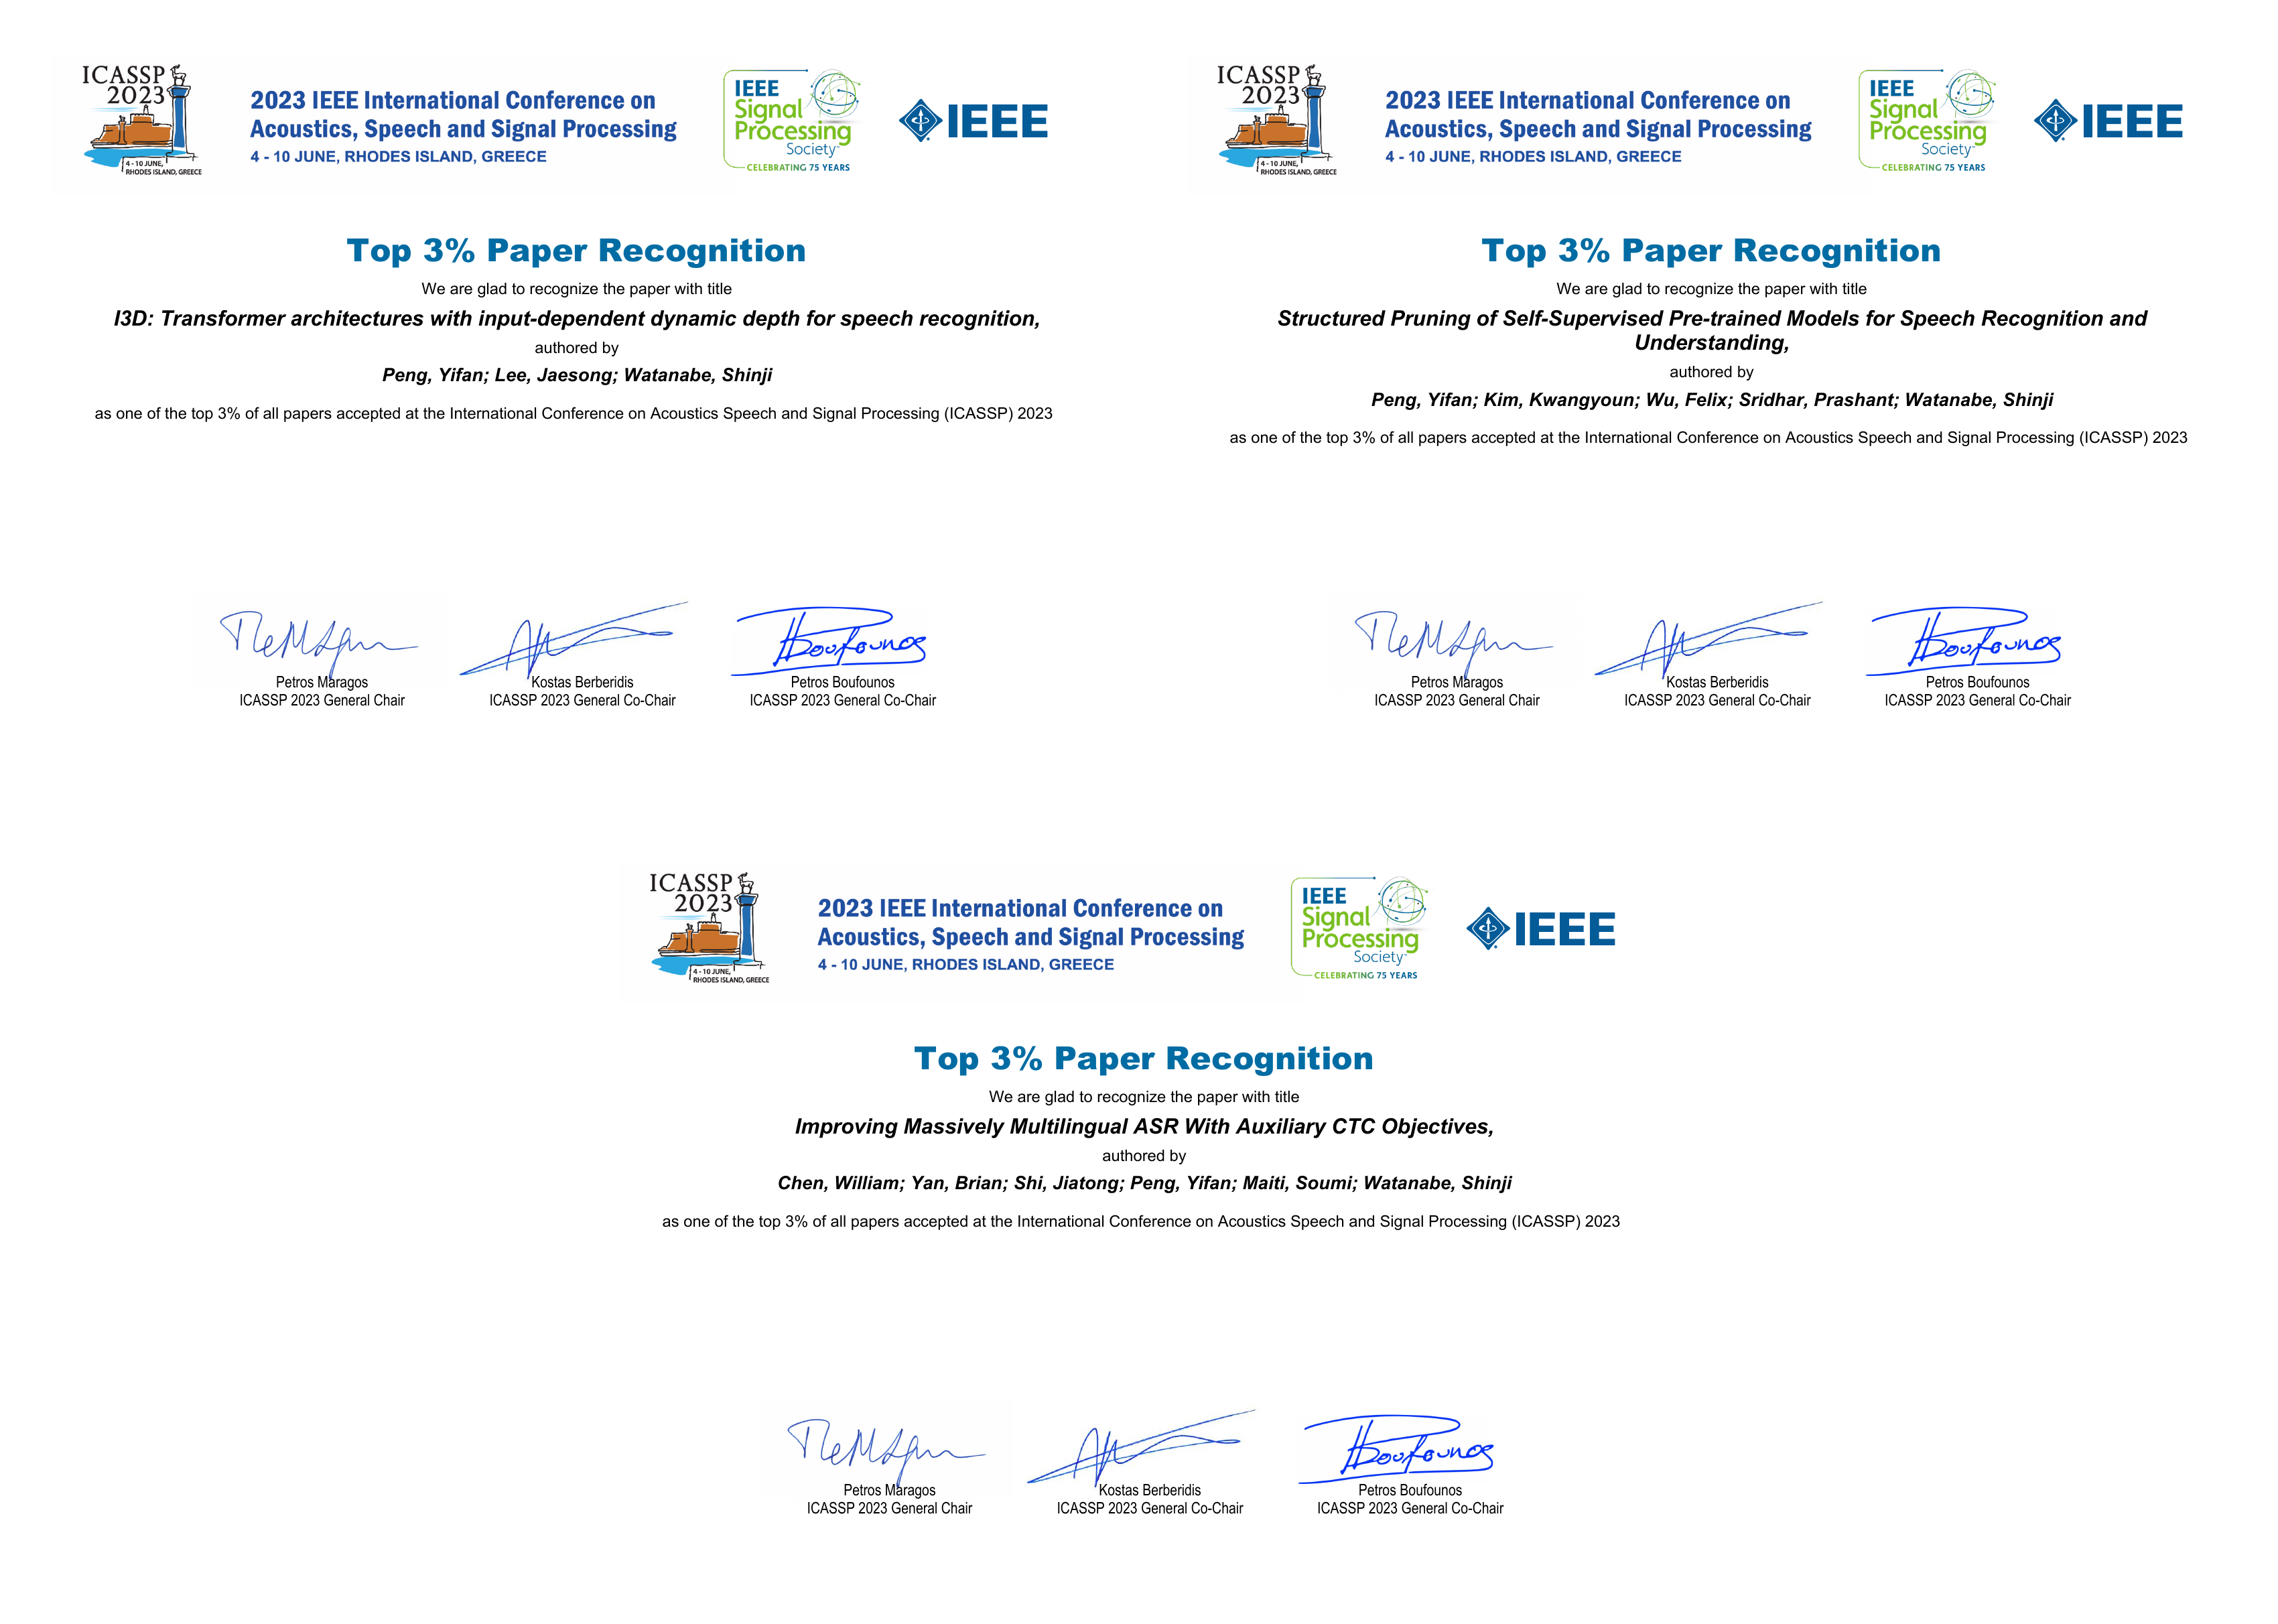 ICASSP
2023
4 - 10 JUNE,
RHODES ISLAND, GREECE
2023 IEEE International Conference on
Acoustics, Speech and Signal Processing
4 - 10 JUNE, RHODES ISLAND, GREECE
IEEE
Signal
Processing
Society
CELEBRATING 75 YEARS
IEEE
Top 3% Paper Recognition
We are glad to recognize the paper with title
I3D: Transformer architectures with input-dependent dynamic depth for speech recognition,
authored by
Peng, Yifan; Lee, Jaesong; Watanabe, Shinji
as one of the top 3% of all papers accepted at the International Conference on Acoustics Speech and Signal Processing (ICASSP) 2023
Petros Maragos
ICASSP 2023 General Chair
Kostas Berberidis
ICASSP 2023 General Co-Chair
Boufounos
Petros Boufounos
ICASSP 2023 General Co-Chair
ICASSP
2023
4 - 10 JUNE,
RHODES ISLAND, GREECE
2023 IEEE International Conference on
Acoustics, Speech and Signal Processing
4 - 10 JUNE, RHODES ISLAND, GREECE
IEEE
Signal
Processing
Society
CELEBRATING 75 YEARS
IEEE
Top 3% Paper Recognition
We are glad to recognize the paper with title
Structured Pruning of Self-Supervised Pre-trained Models for Speech Recognition and
Understanding,
authored by
Peng, Yifan; Kim, Kwangyoun; Wu, Felix; Sridhar, Prashant; Watanabe, Shinji
as one of the top 3% of all papers accepted at the International Conference on Acoustics Speech and Signal Processing (ICASSP) 2023
Petros Maragos
ICASSP 2023 General Chair
Kostas Berberidis
ICASSP 2023 General Co-Chair
Boufounos
Petros Boufounos
ICASSP 2023 General Co-Chair
ICASSP
2023
4 - 10 JUNE,
RHODES ISLAND, GREECE
2023 IEEE International Conference on
Acoustics, Speech and Signal Processing
4 - 10 JUNE, RHODES ISLAND, GREECE
IEEE
Signal
Processing
Society
CELEBRATING 75 YEARS
IEEE
Top 3% Paper Recognition
We are glad to recognize the paper with title
Improving Massively Multilingual ASR With Auxiliary CTC Objectives,
authored by
Chen, William; Yan, Brian; Shi, Jiatong; Peng, Yifan; Maiti, Soumi; Watanabe, Shinji
as one of the top 3% of all papers accepted at the International Conference on Acoustics Speech and Signal Processing (ICASSP) 2023
Petros Maragos
ICASSP 2023 General Chair
Kostas Berberidis
ICASSP 2023 General Co-Chair
Boufounos
Petros Boufounos
ICASSP 2023 General Co-Chair